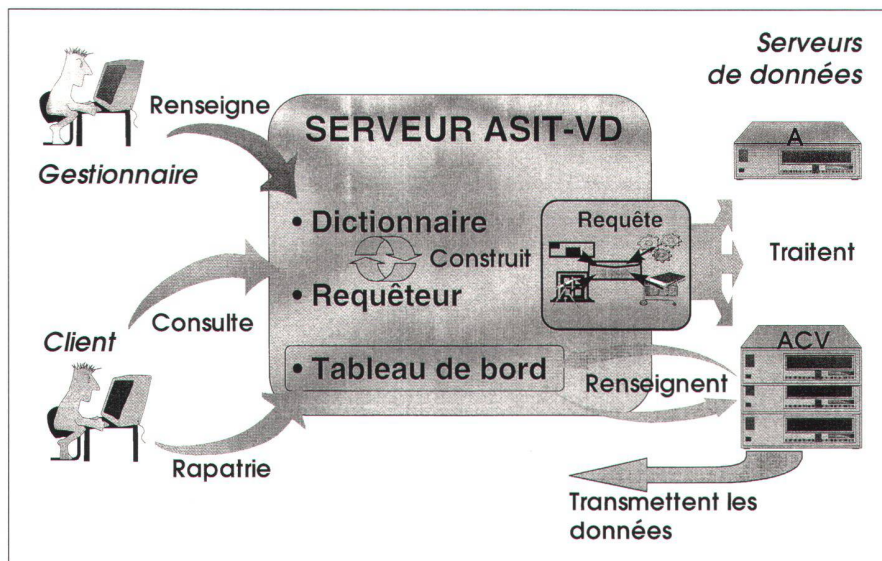 Serveurs
de données
Renseigne
Gestionnaire
SERVEUR ASIT-VD
A
• Dictionnaire
Construit
• Requêteur
Requête
Traitent
Consulte
Client
• Tableau de bord
Renseignent
ACV
Rapatrie
Transmettent les
données